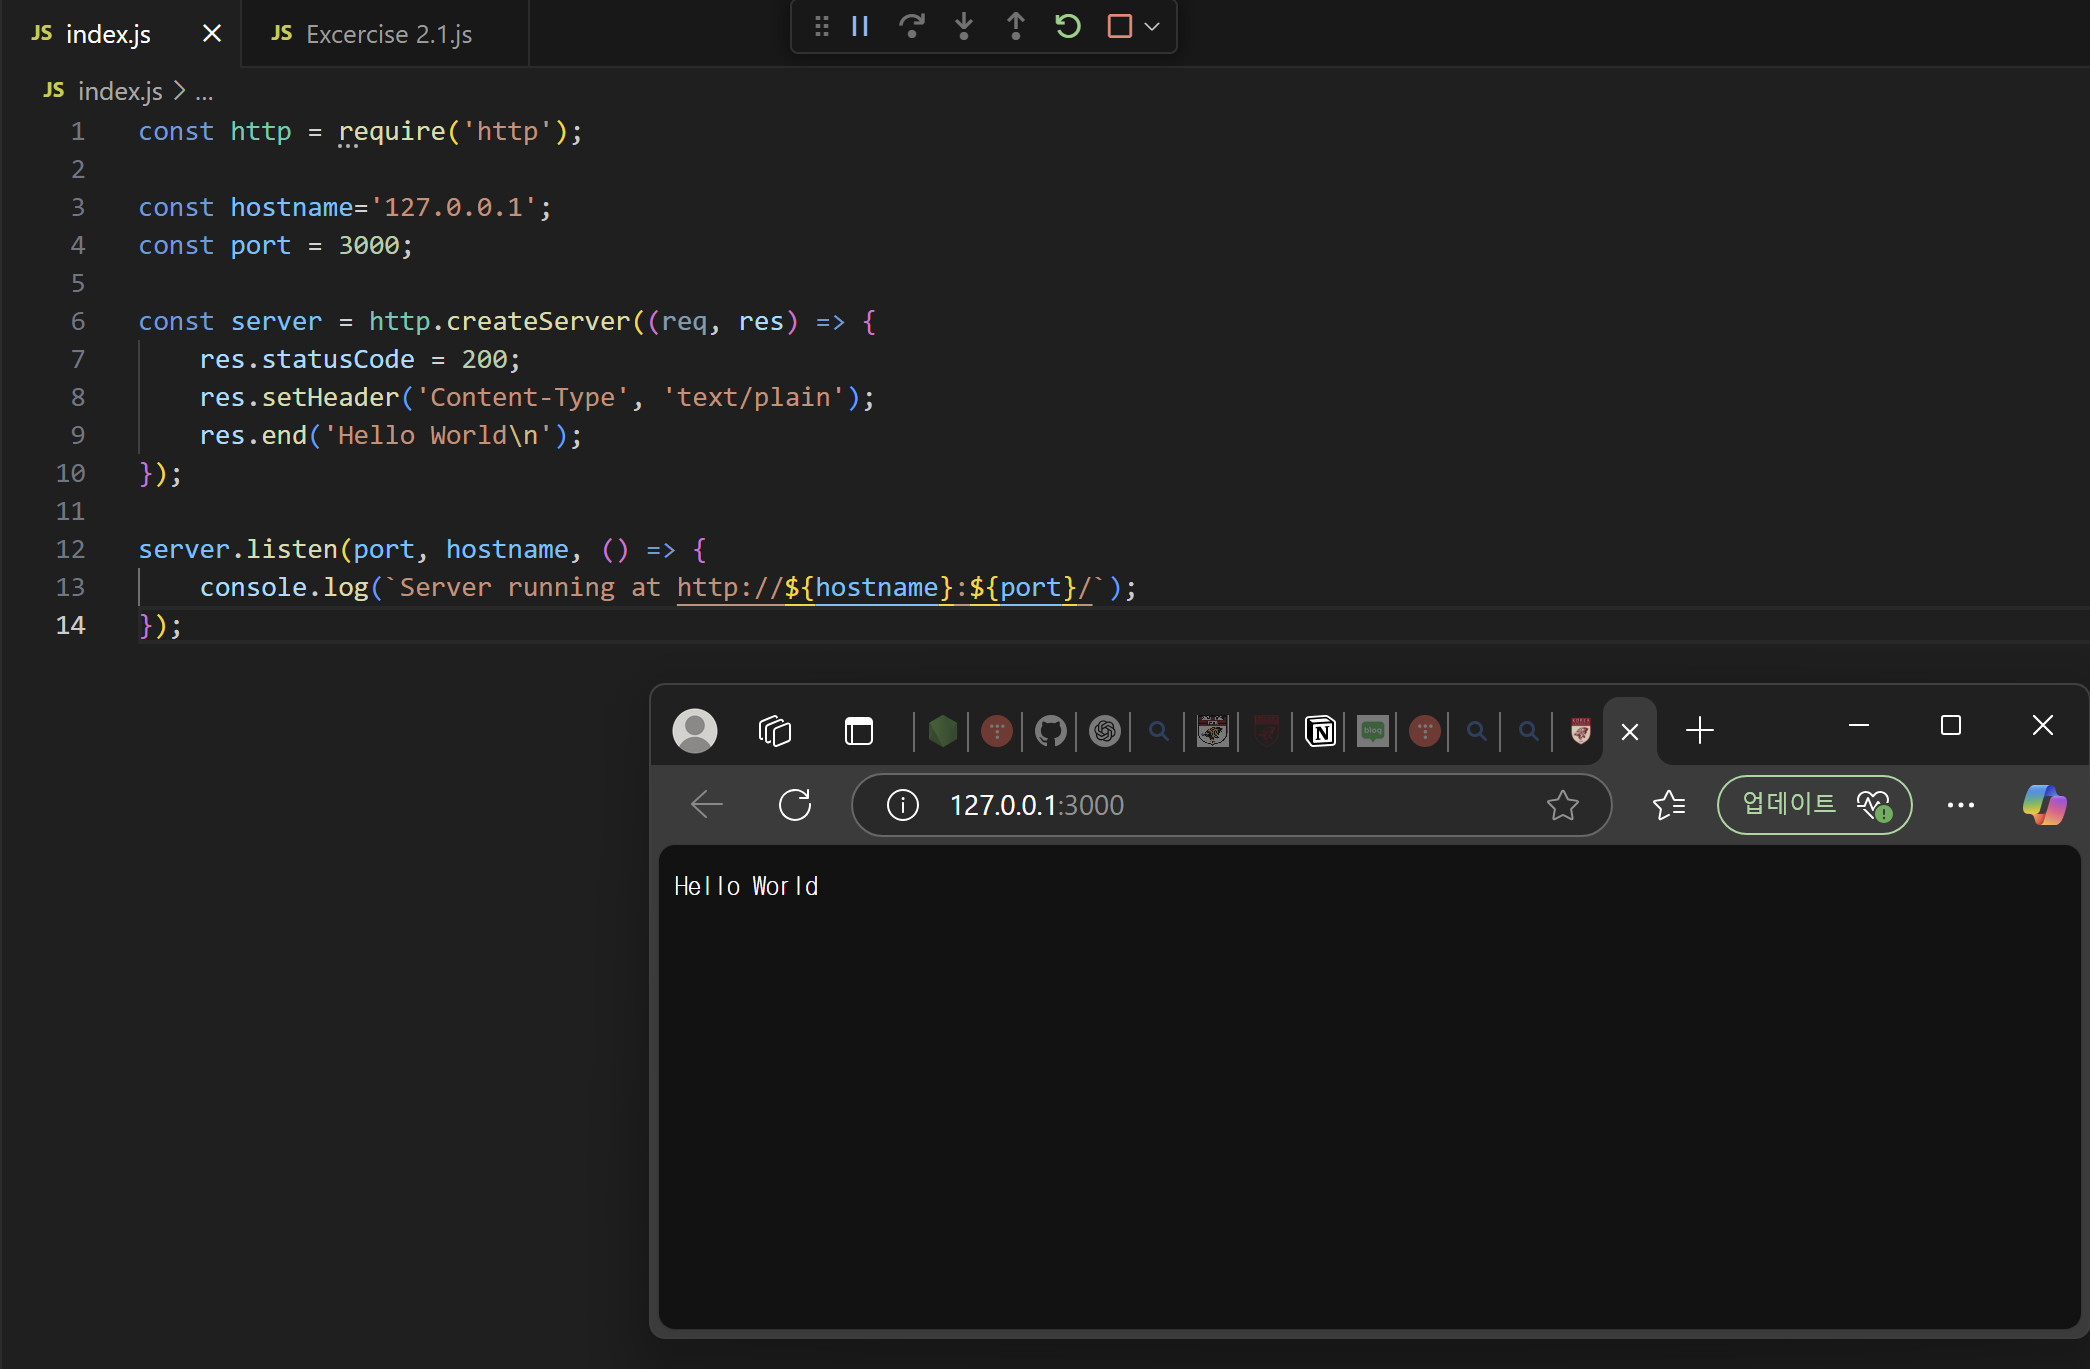 JS index.js
JS Excercise 2.1.js
JS index.js > ...
1 const http = require('http');
2
3 const hostname='127.0.0.1';
4 const port = 3000;
5
6 const server = http.createServer((req, res) => {
7     res.statusCode = 200;
8     res.setHeader('Content-Type', 'text/plain');
9     res.end('Hello World\n');
10 });
11
12 server.listen(port, hostname, () => {
13     console.log(`Server running at http://${hostname}:${port}/`);
14 });
N blog
127.0.0.1:3000 업데이트
Hello World